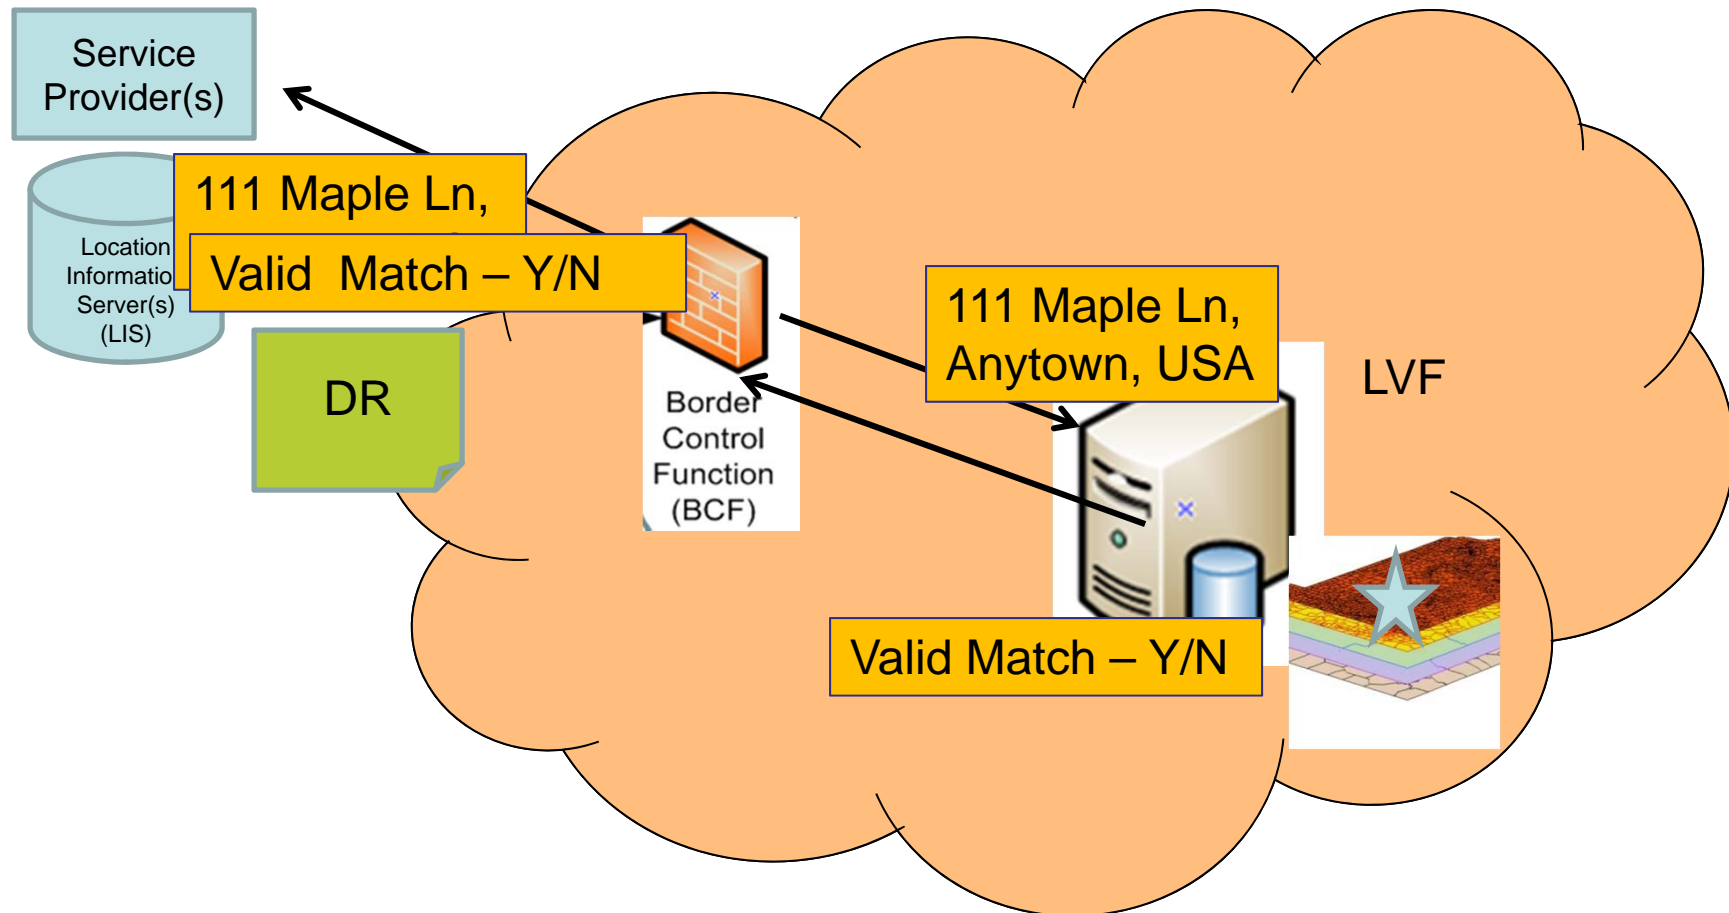 Service
Provider(s)
Location
Informatio
Server(s)
(LIS)
111 Maple Ln,
Valid  Match – Y/N
DR
Border
Control
Function
(BCF)
111 Maple Ln,
Anytown, USA
LVF
Valid Match – Y/N